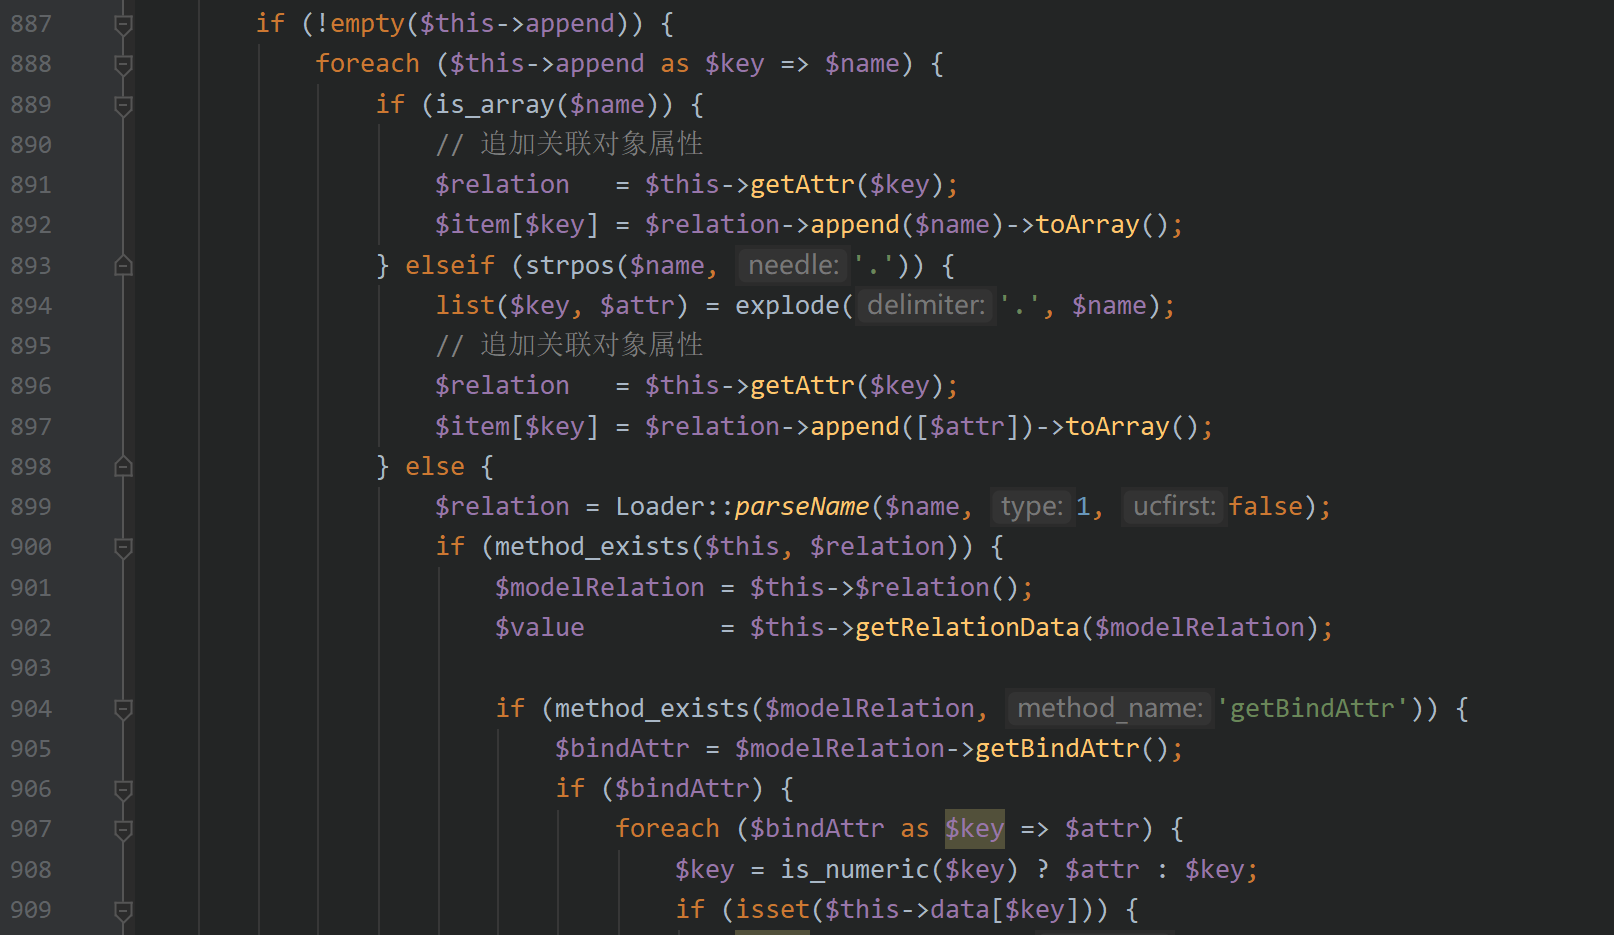 887 if (!empty($this->append)) {
888 foreach ($this->append as $key => $name) {
889 if (is_array($name)) {
890 // 追加关联对象属性
891 $relation   = $this->getAttr($key);
892 $item[$key] = $relation->append($name)->toArray();
893 } elseif (strpos($name, needle: '.')) {
894 list($key, $attr) = explode( delimiter: '.', $name);
895 // 追加关联对象属性
896 $relation   = $this->getAttr($key);
897 $item[$key] = $relation->append([$attr])->toArray();
898 } else {
899 $relation = Loader::parseName($name, type: 1, ucfirst: false);
900 if (method_exists($this, $relation)) {
901 $modelRelation = $this->$relation();
902 $value         = $this->getRelationData($modelRelation);
903
904 if (method_exists($modelRelation, method_name: 'getBindAttr')) {
905 $bindAttr = $modelRelation->getBindAttr();
906 if ($bindAttr) {
907 foreach ($bindAttr as $key => $attr) {
908 $key = is_numeric($key) ? $attr : $key;
909 if (isset($this->data[$key])) {